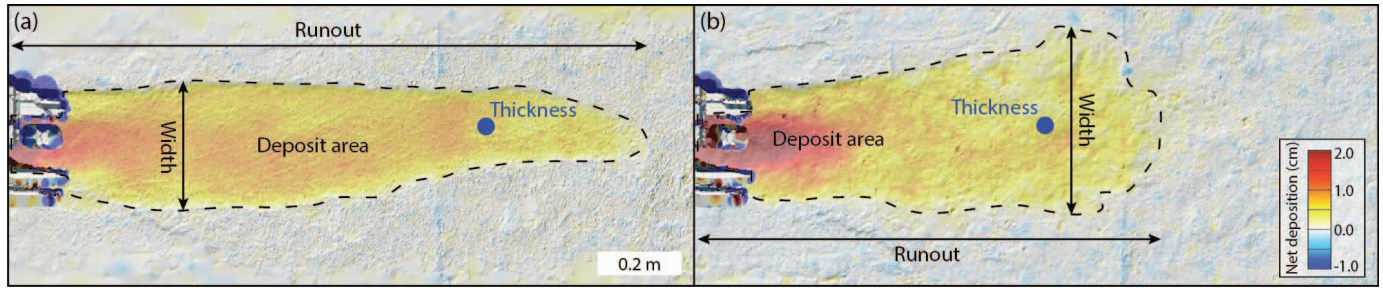 (a)
Runout
Width
Deposit area
Thickness
0.2 m
(b)
Thickness
Width
Deposit area
Runout
Net deposition (cm)
2.0
1.0
0.0
-1.0